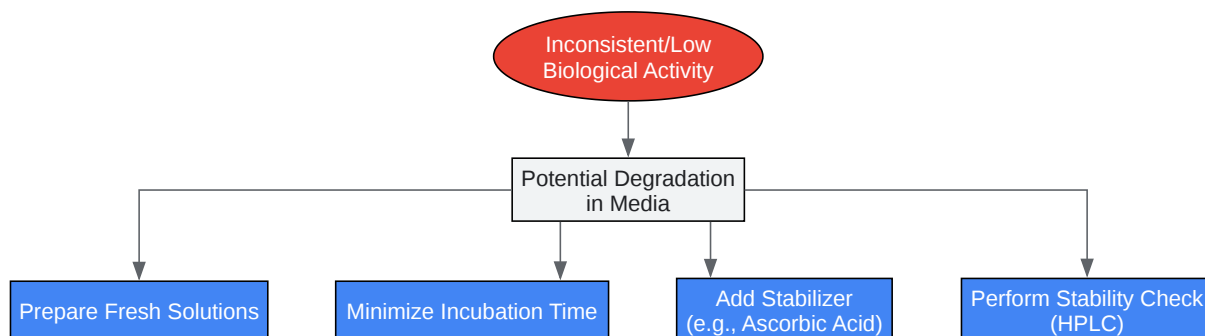 Inconsistent/Low
Biological Activity
Potential Degradation
in Media
Prepare Fresh Solutions
Minimize Incubation Time
Add Stabilizer
(e.g., Ascorbic Acid)
Perform Stability Check
(HPLC)